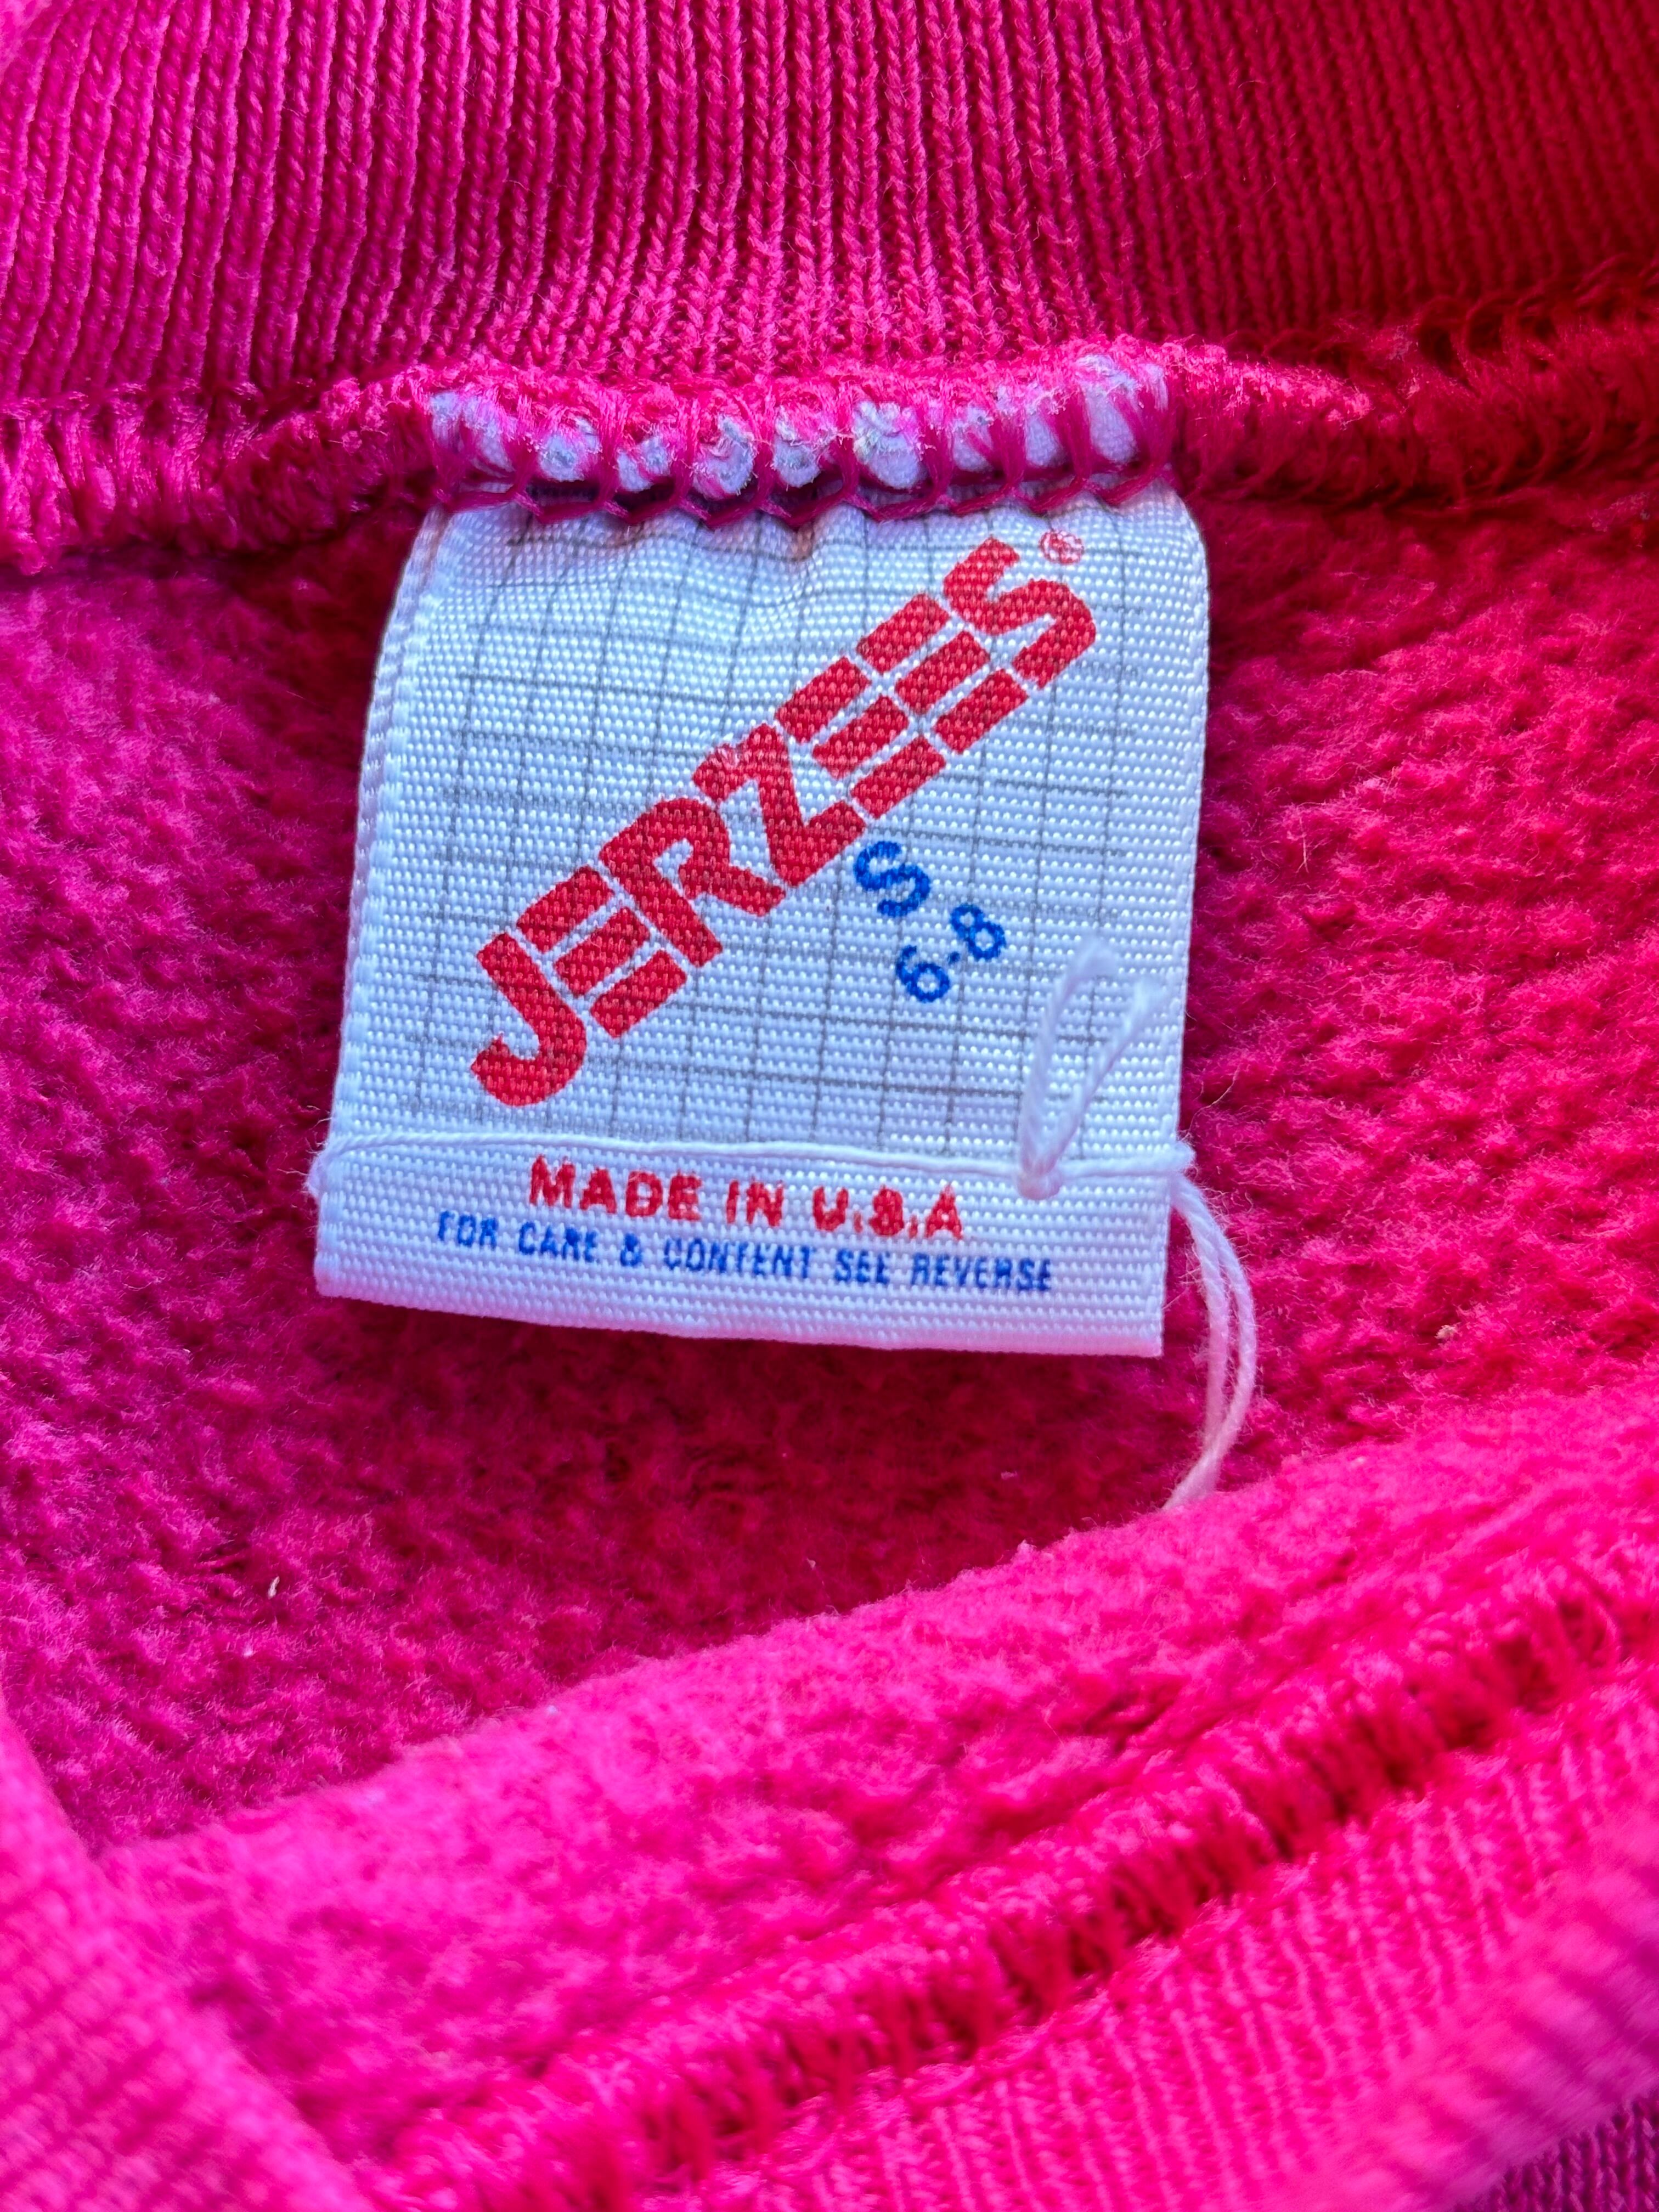 JERZEES®
S
6-8
MADE IN U.S.A
FOR CARE & CONTENT SEE REVERSE